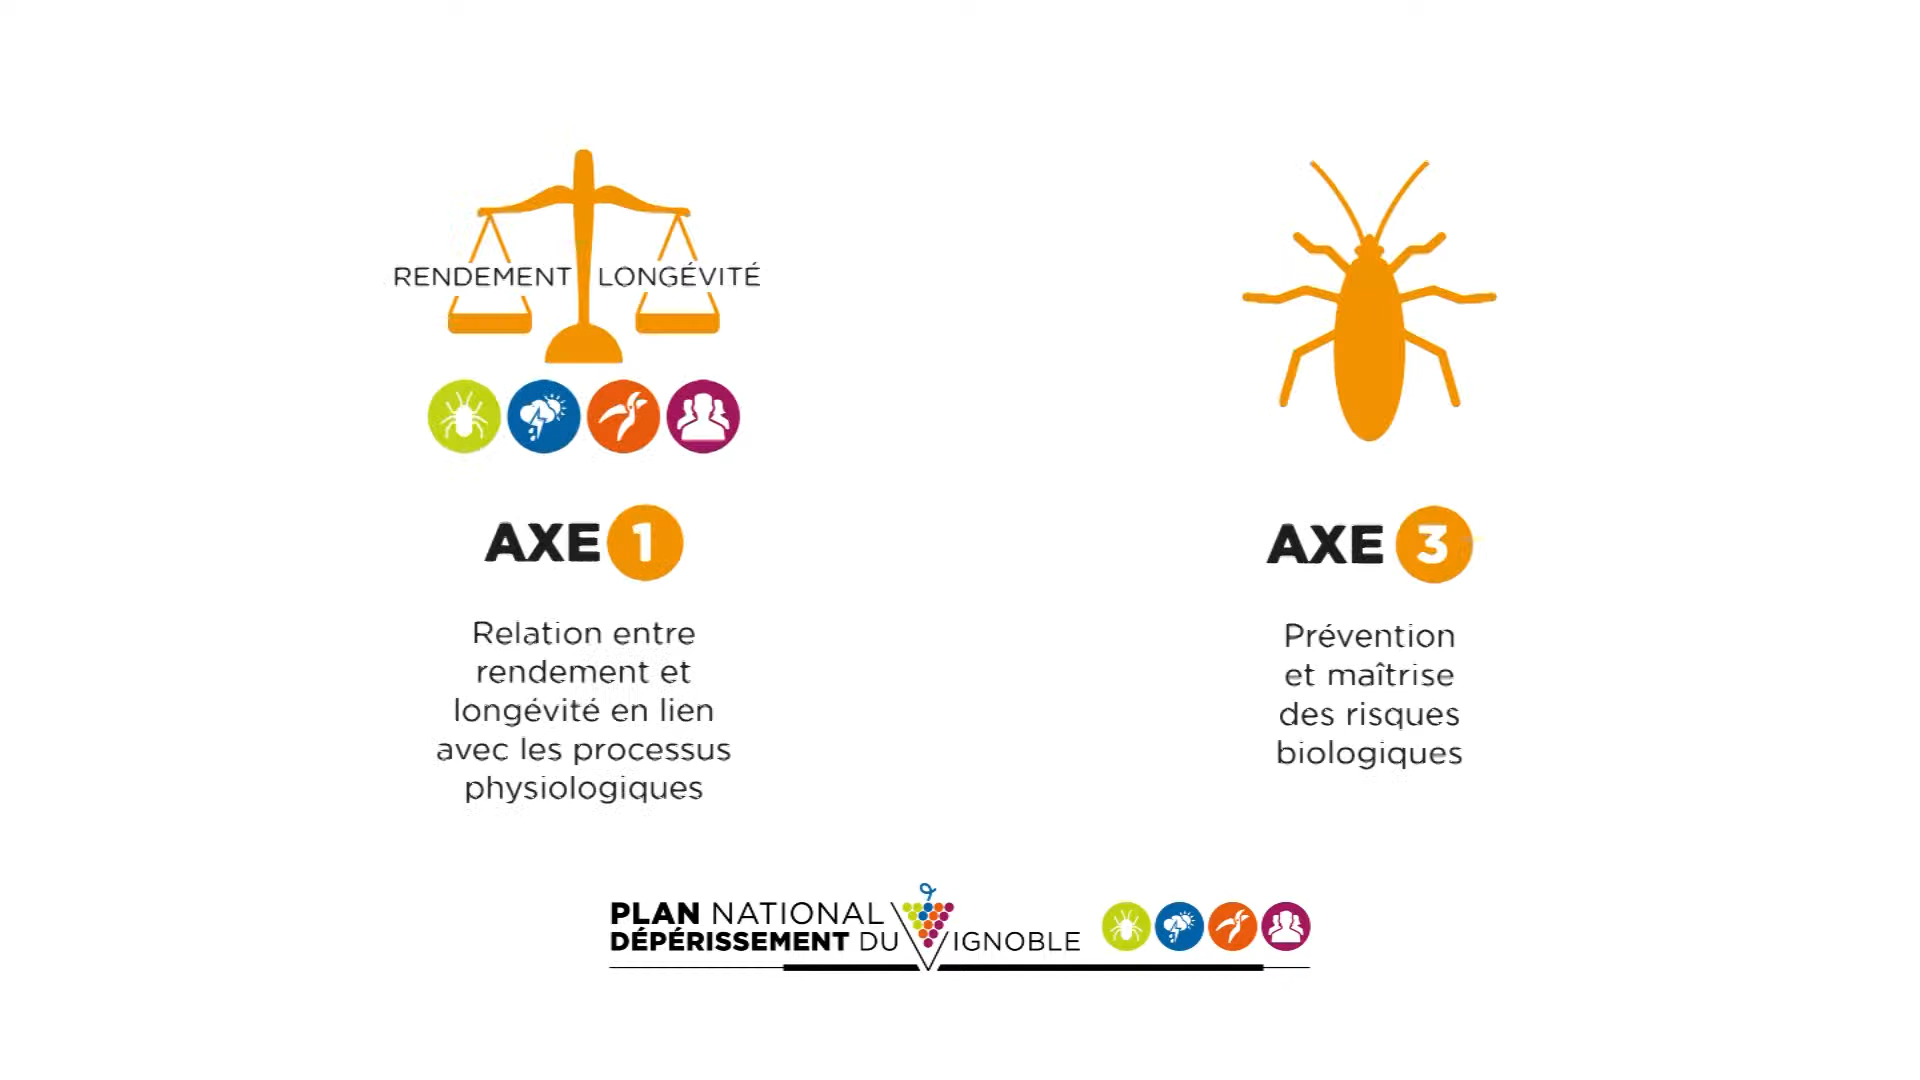 RENDEMENT LONGÉVITÉ
AXE 1
Relation entre
rendement et
longévité en lien
avec les processus
physiologiques
AXE 3
Prévention
et maîtrise
des risques
biologiques
PLAN NATIONAL
DÉPÉRISSEMENT DU VIGNOBLE